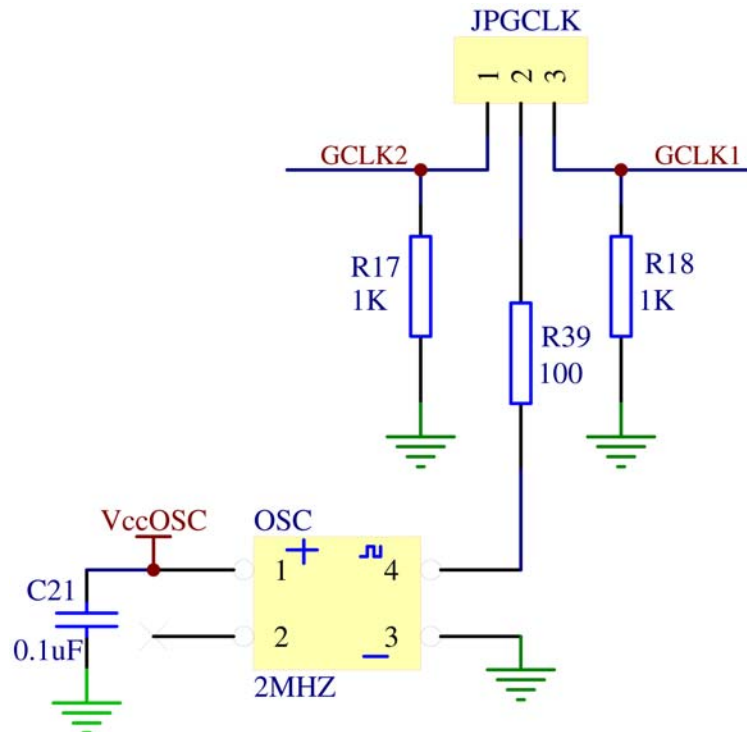 JPGCLK
1 2 3
GCLK2 GCLK1
R17
1K
R18
1K
R39
100
VccOSC
OSC
C21
0.1uF
1 4
2 3
2MHZ